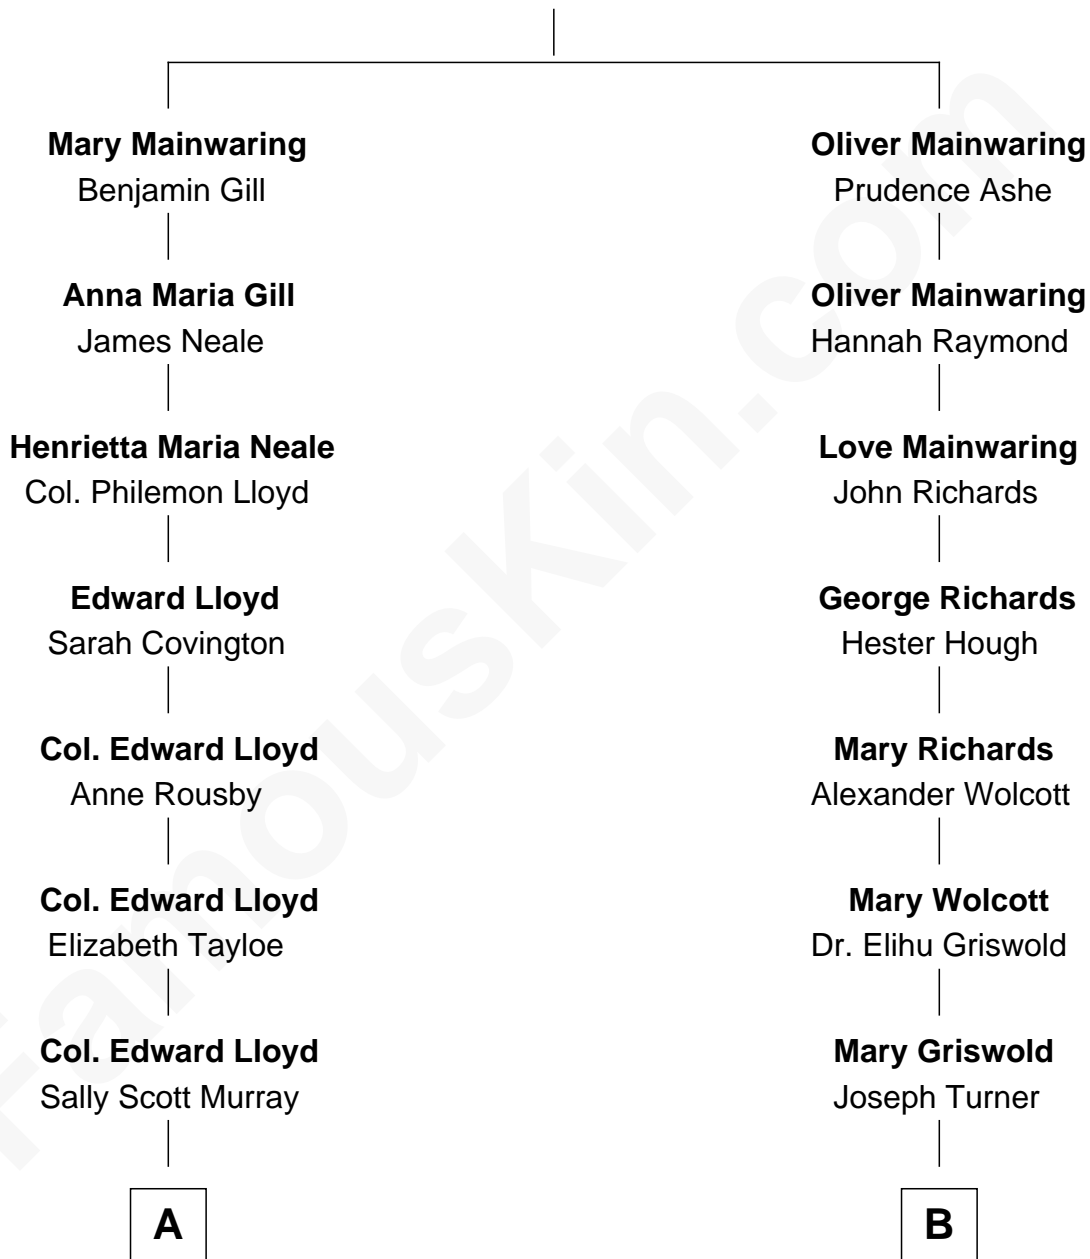 Mary Mainwaring
Benjamin Gill
Anna Maria Gill
James Neale
Henrietta Maria Neale
Col. Philemon Lloyd
Edward Lloyd
Sarah Covington
Col. Edward Lloyd
Anne Rousby
Col. Edward Lloyd
Elizabeth Tayloe
Col. Edward Lloyd
Sally Scott Murray
A
Oliver Mainwaring
Prudence Ashe
Oliver Mainwaring
Hannah Raymond
Love Mainwaring
John Richards
George Richards
Hester Hough
Mary Richards
Alexander Wolcott
Mary Wolcott
Dr. Elihu Griswold
Mary Griswold
Joseph Turner
B
FamousKin.com